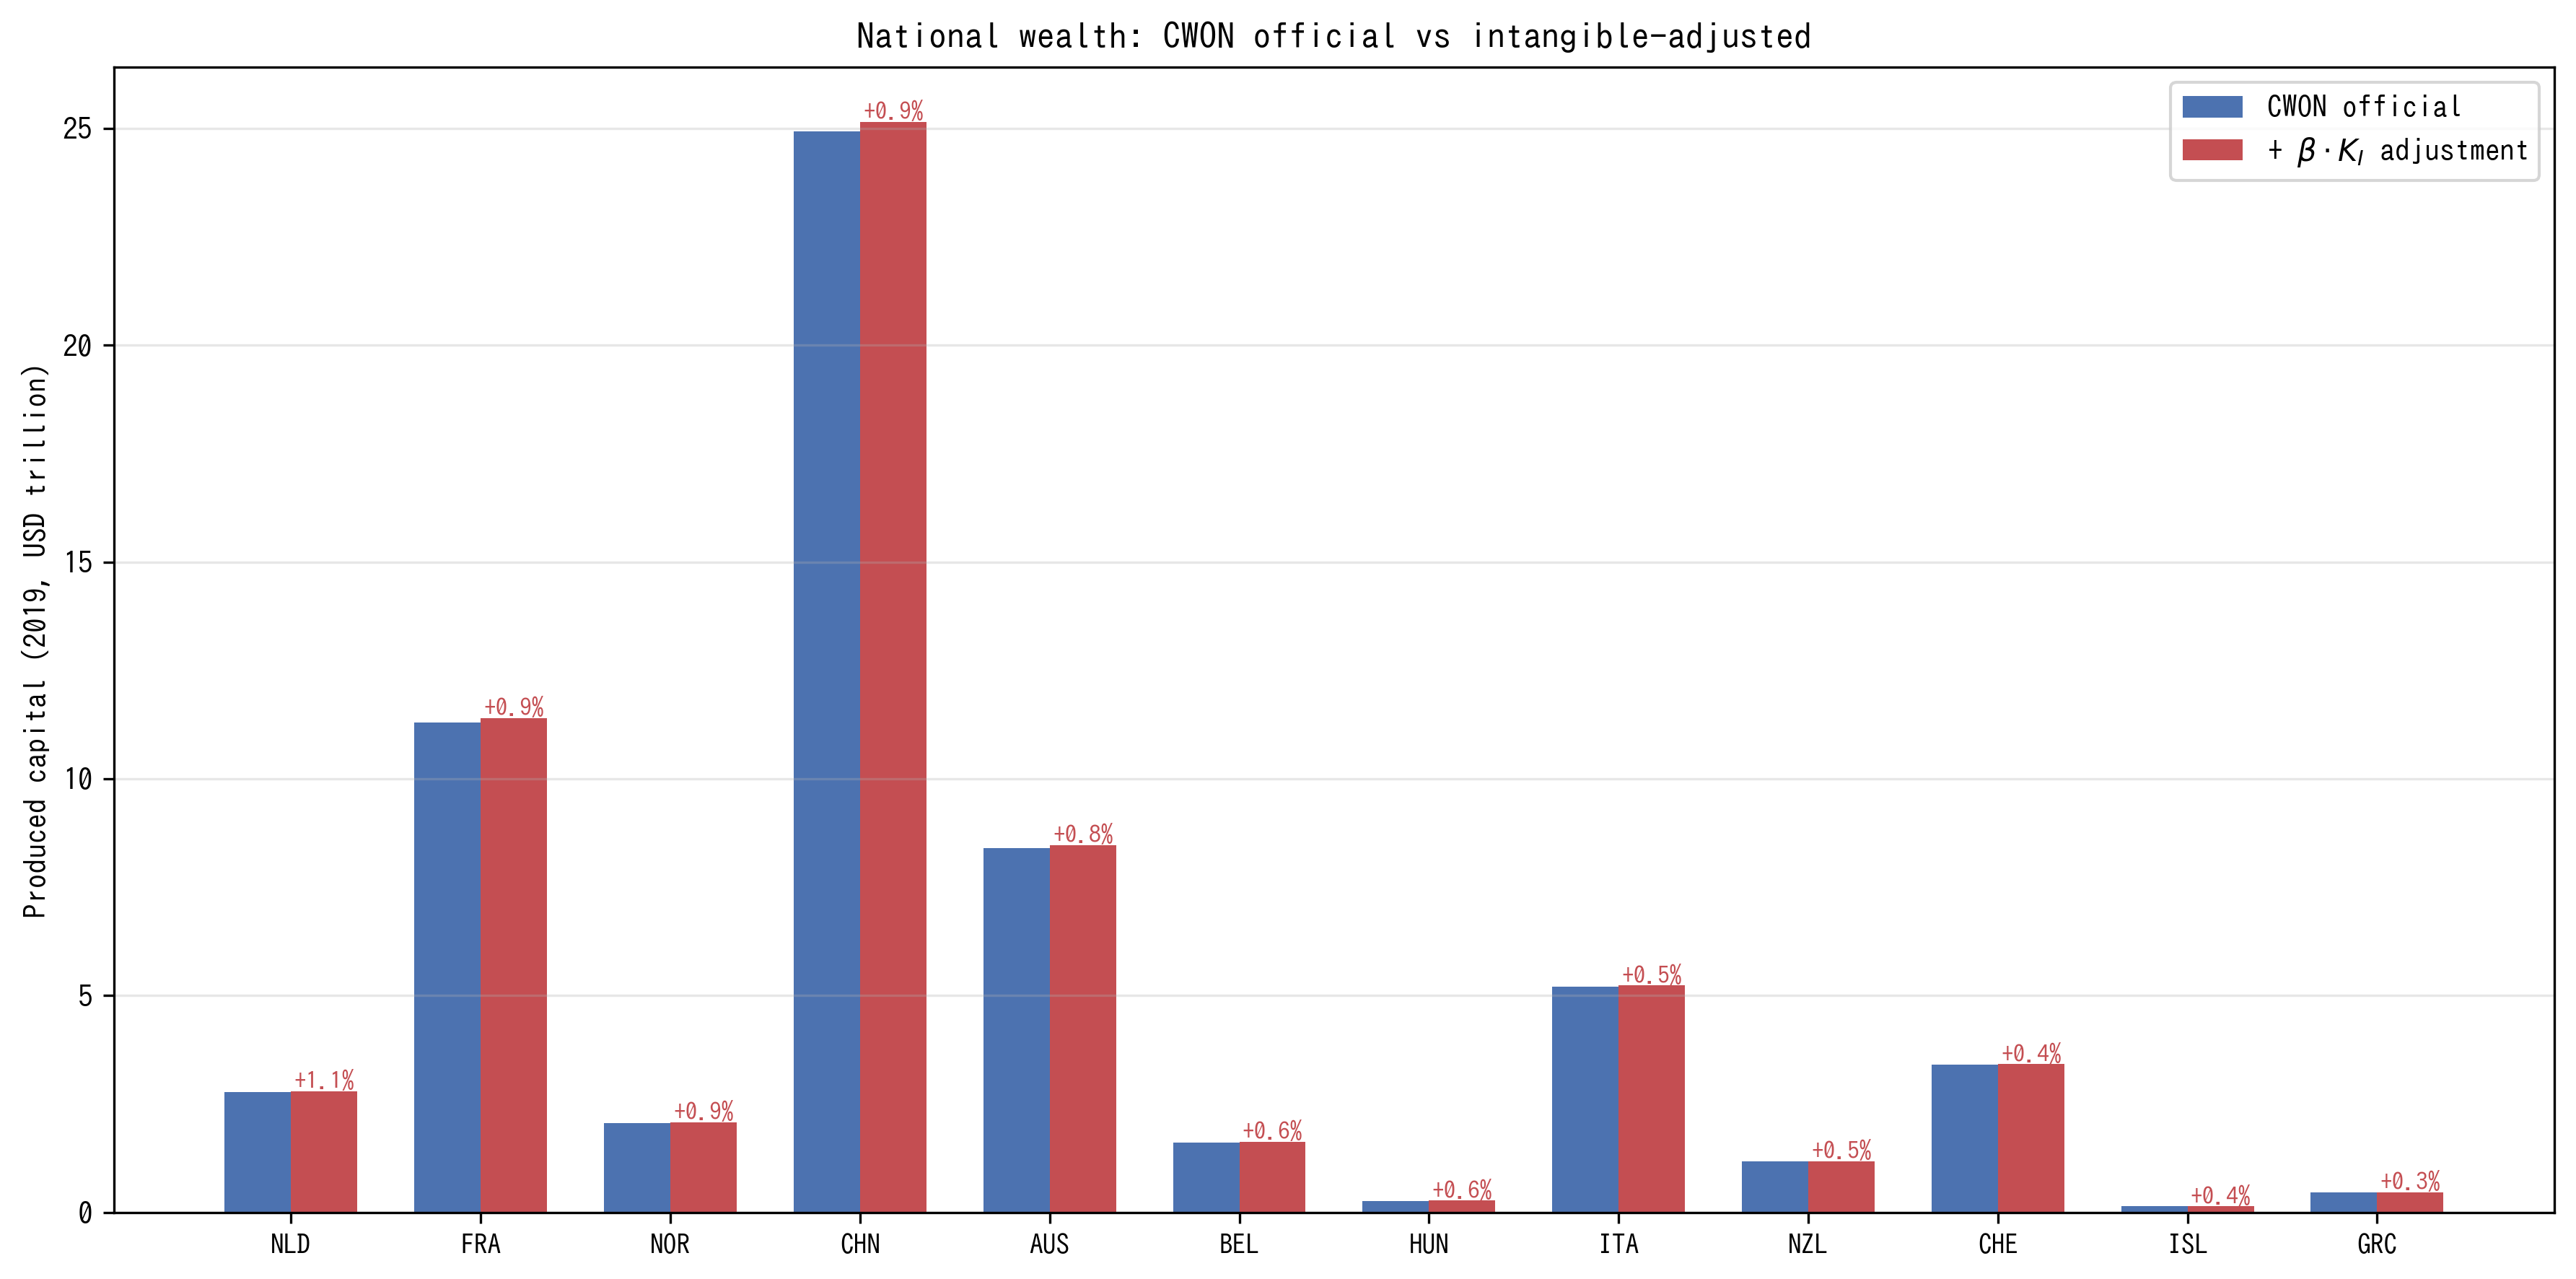 National wealth: CWON official vs intangible-adjusted
CWON official
+ β·K_I adjustment
Produced capital (2019, USD trillion)
25
20
15
10
5
0
+1.1%
+0.9%
+0.9%
+0.9%
+0.8%
+0.6%
+0.6%
+0.5%
+0.5%
+0.4%
+0.4%
+0.3%
NLD
FRA
NOR
CHN
AUS
BEL
HUN
ITA
NZL
CHE
ISL
GRC